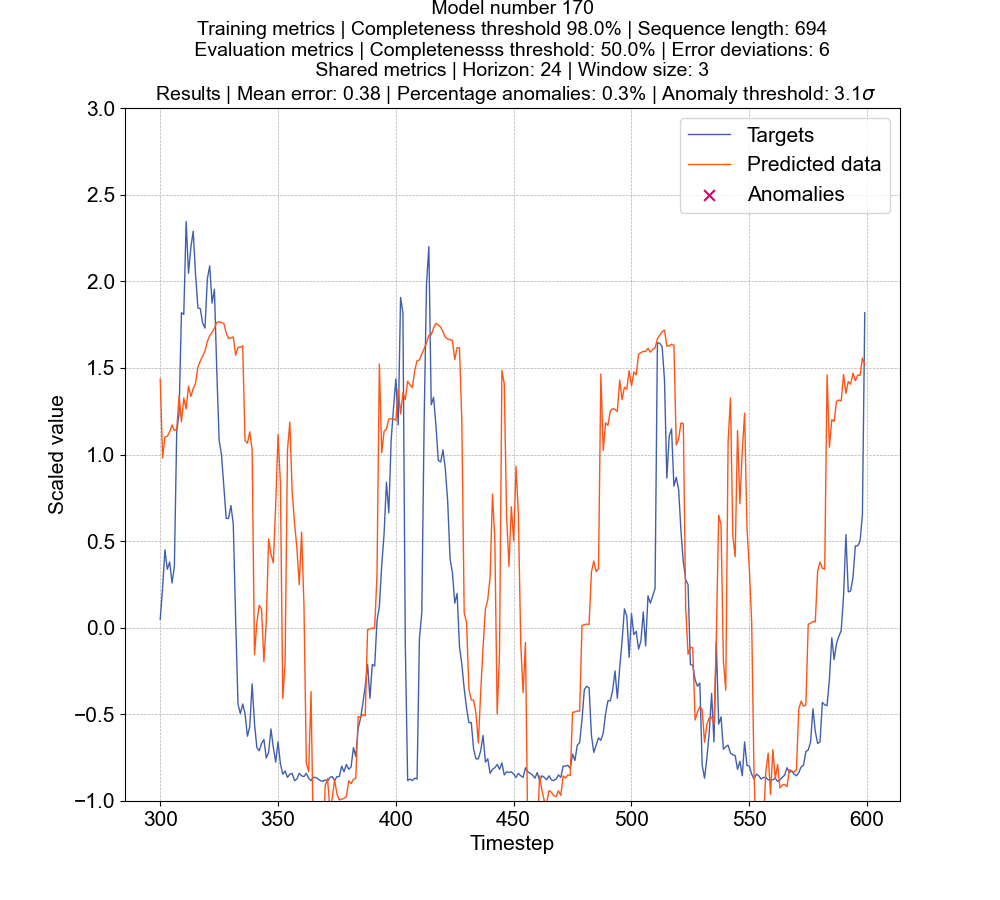 Model number 170
Training metrics | Completeness threshold 98.0% | Sequence length: 694
Evaluation metrics | Completenesss threshold: 50.0% | Error deviations: 6
Shared metrics | Horizon: 24 | Window size: 3
Results | Mean error: 0.38 | Percentage anomalies: 0.3% | Anomaly threshold: 3.1σ
3.0
2.5
2.0
1.5
1.0
0.5
0.0
−0.5
−1.0
Scaled value
Targets
Predicted data
Anomalies
300 350 400 450 500 550 600
Timestep